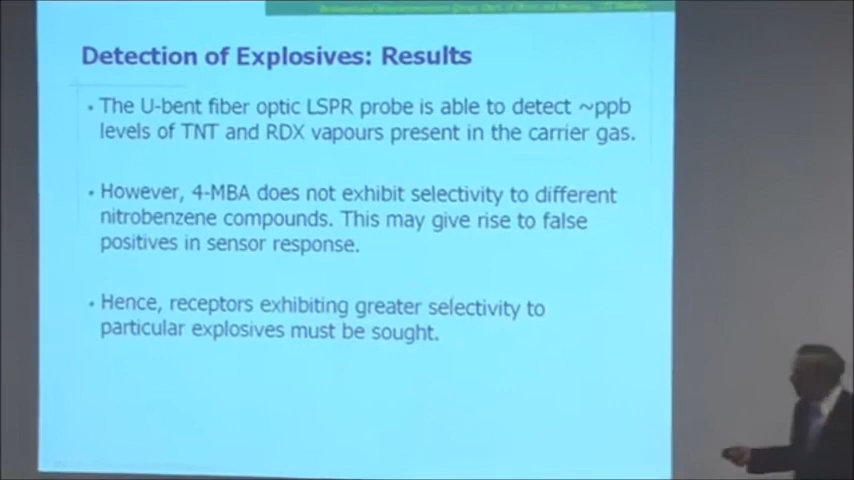 Detection of Explosives: Results
• The U-bent fiber optic LSPR probe is able to detect ~ppb
levels of TNT and RDX vapours present in the carrier gas.
• However, 4-MBA does not exhibit selectivity to different
nitrobenzene compounds. This may give rise to false
positives in sensor response.
• Hence, receptors exhibiting greater selectivity to
particular explosives must be sought.